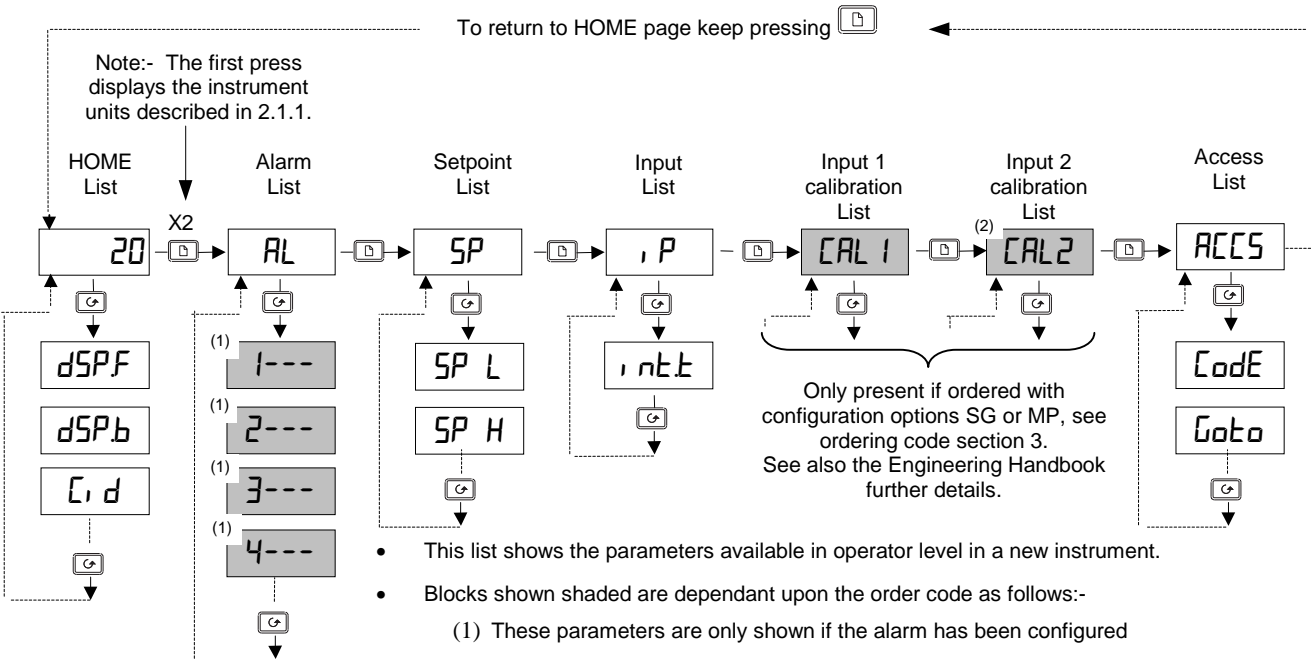 To return to HOME page keep pressing
Note:- The first press
displays the instrument
units described in 2.1.1.
HOME
List
Alarm
List
Setpoint
List
Input
List
Input 1
calibration
List
Input 2
calibration
List
Access
List
X2
(2)
20
AL
SP
iP
CAL 1
CAL2
ACCS
dSP.F
dSP.b
Ci d
(1)
1---
(1)
2---
(1)
3---
(1)
4---
SP L
SP H
int.t
Only present if ordered with
configuration options SG or MP, see
ordering code section 3.
See also the Engineering Handbook
further details.
CodE
Goto
• This list shows the parameters available in operator level in a new instrument.
• Blocks shown shaded are dependant upon the order code as follows:-
(1) These parameters are only shown if the alarm has been configured